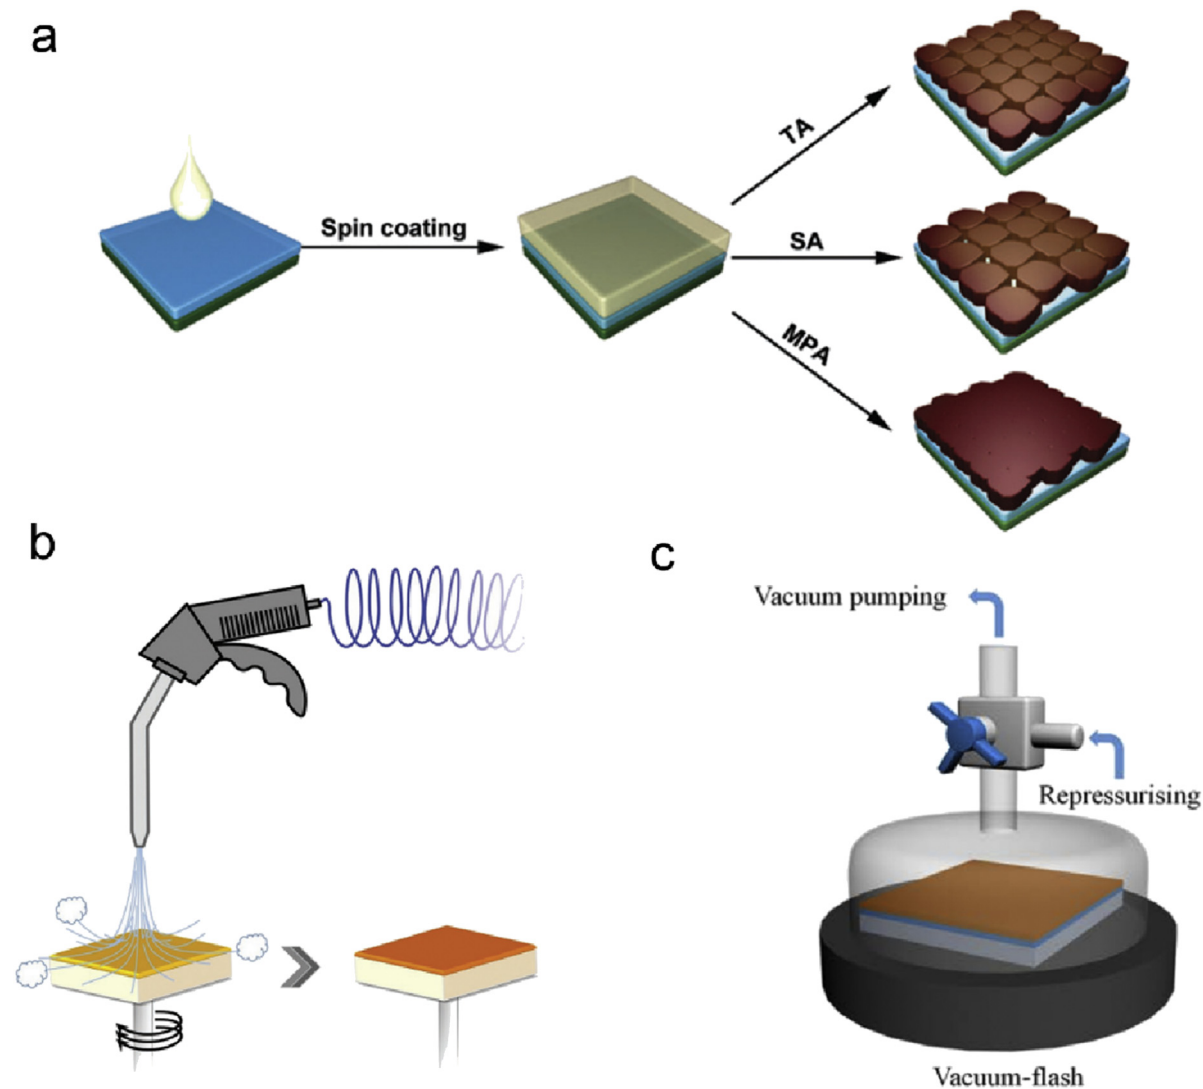 a
TA
Spin coating
SA
MPA
b
c
Vacuum pumping
Repressurising
Vacuum-flash